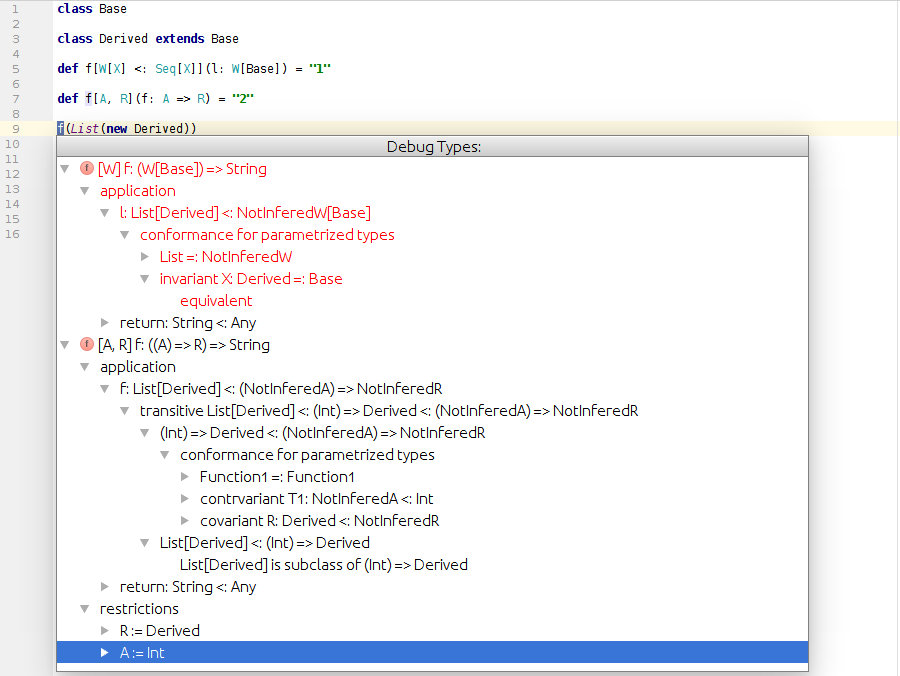 1 class Base
2
3 class Derived extends Base
4
5 def f[W[X] <: Seq[X]](l: W[Base]) = "1"
6
7 def f[A, R](f: A => R) = "2"
8
9 f(List(new Derived))
10 Debug Types:
11 f [W] f: (W[Base]) => String
12 application
13 l: List[Derived] <: NotInferedW[Base]
14 conformance for parametrized types
15 List =: NotInferedW
16 invariant X: Derived =: Base
equivalent
return: String <: Any
f [A, R] f: ((A) => R) => String
application
f: List[Derived] <: (NotInferedA) => NotInferedR
transitive List[Derived] <: (Int) => Derived <: (NotInferedA) => NotInferedR
(Int) => Derived <: (NotInferedA) => NotInferedR
conformance for parametrized types
Function1 =: Function1
contrvariant T1: NotInferedA <: Int
covariant R: Derived <: NotInferedR
List[Derived] <: (Int) => Derived
List[Derived] is subclass of (Int) => Derived
return: String <: Any
restrictions
R := Derived
A := Int